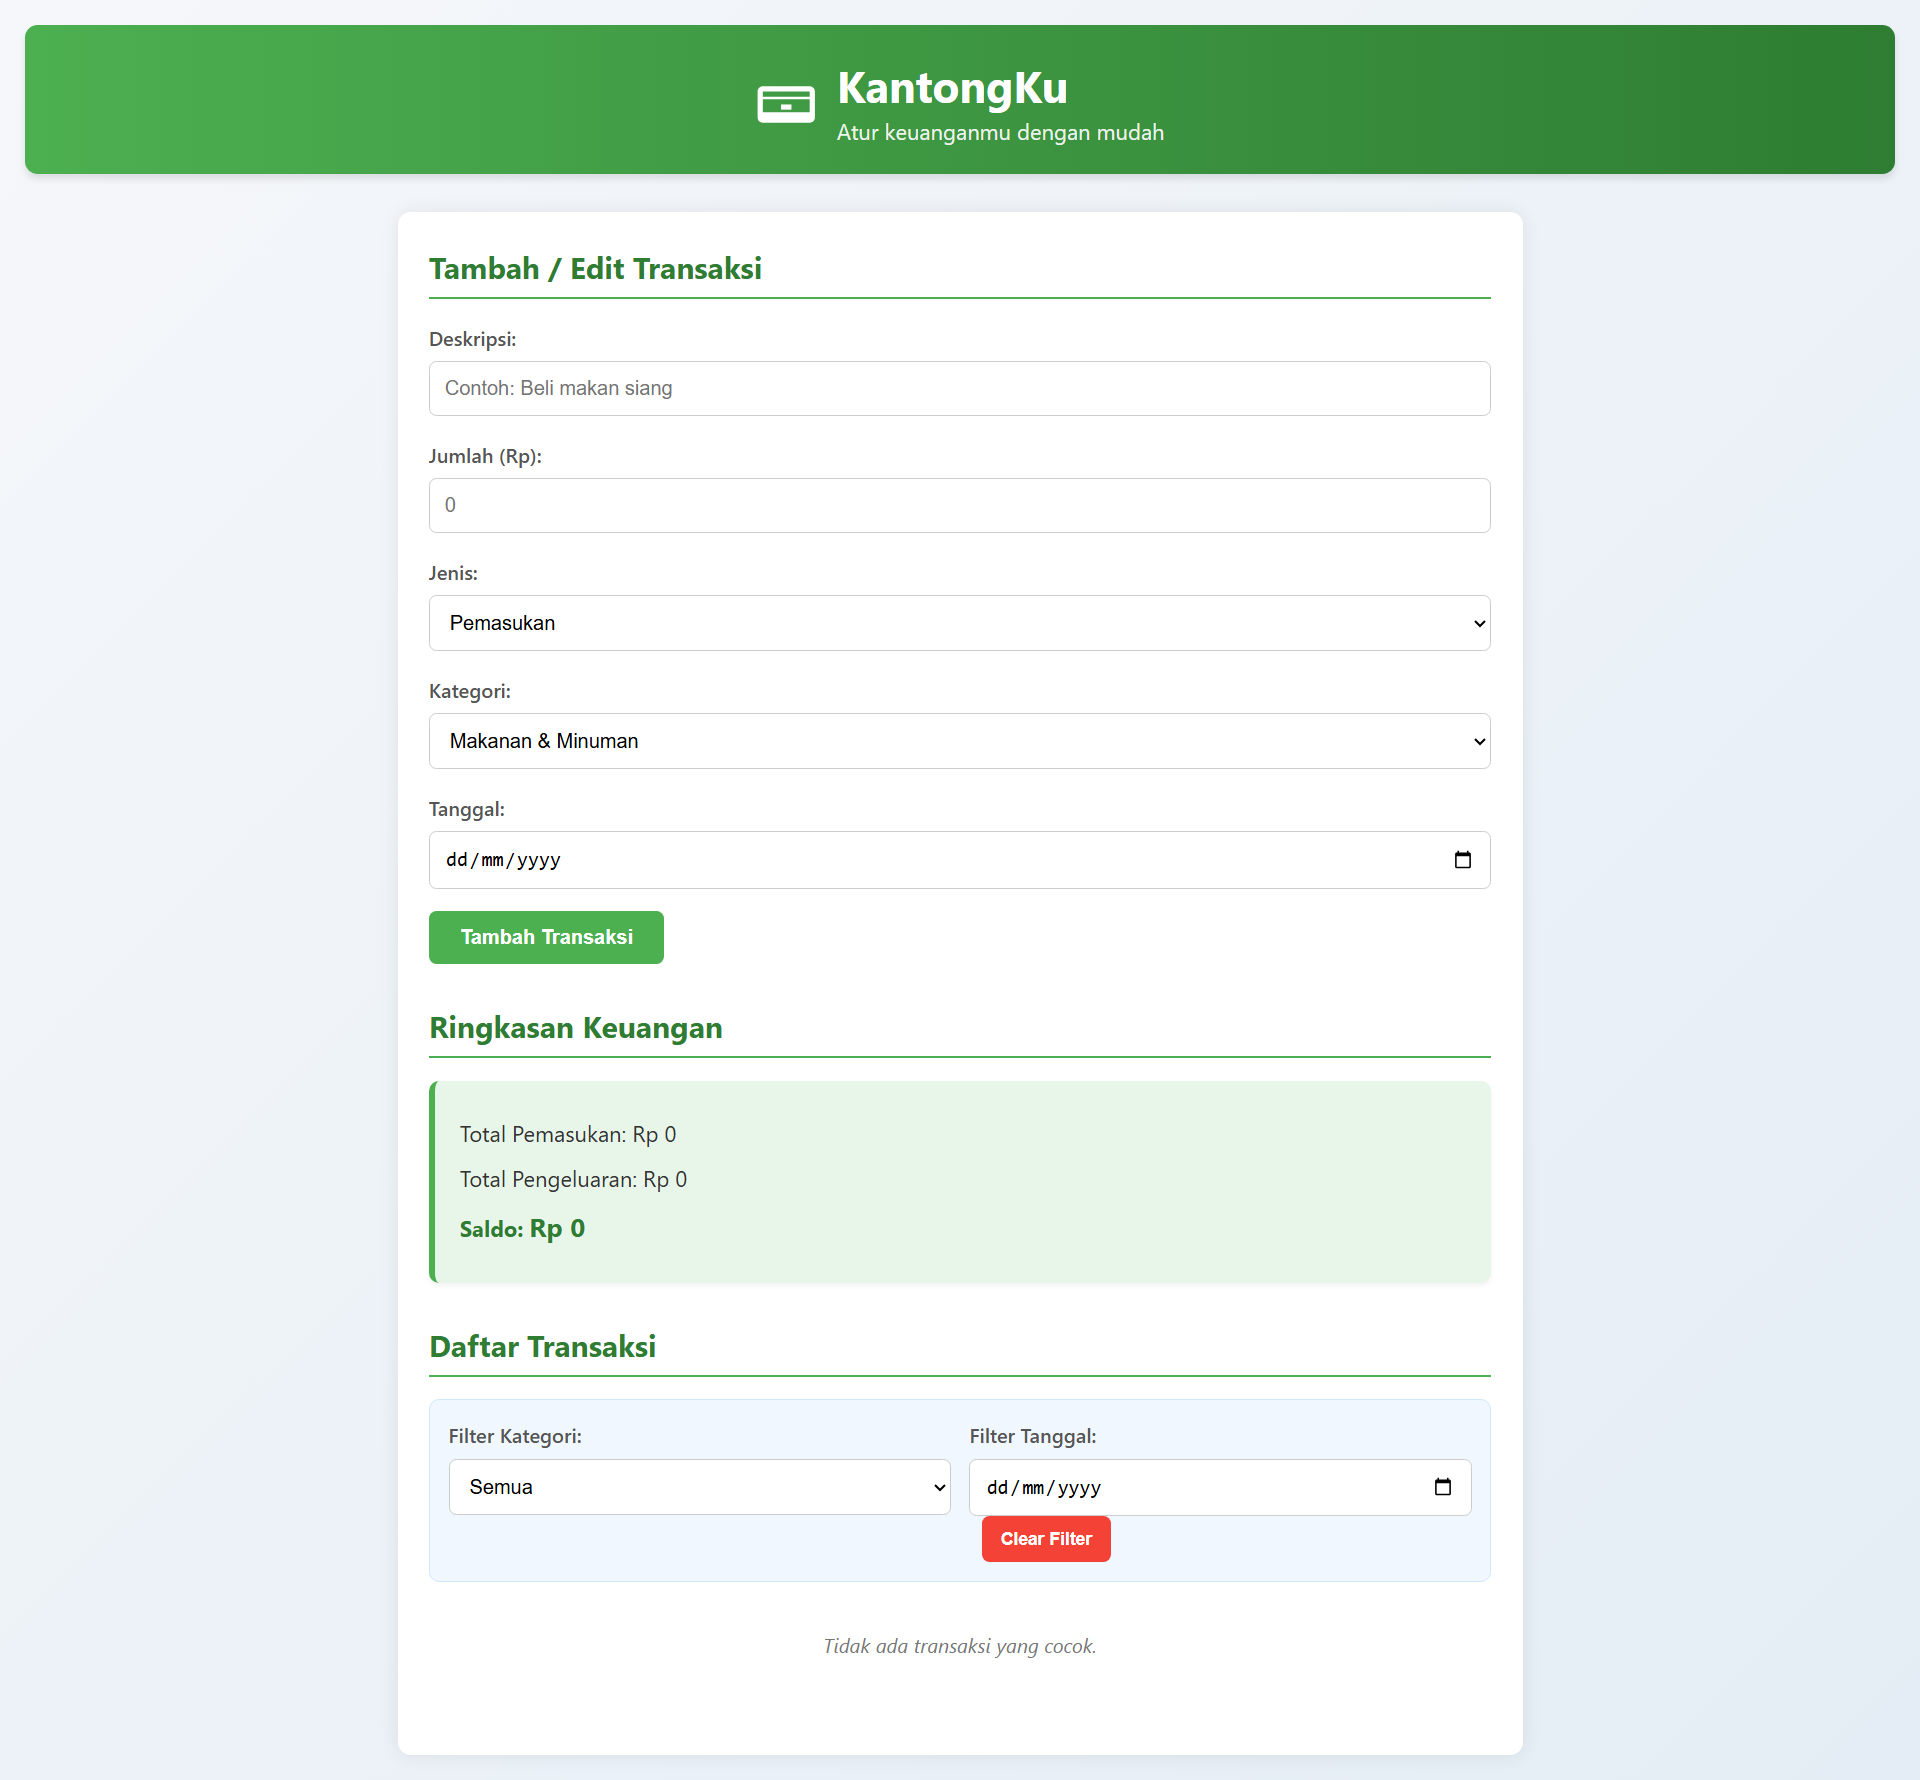 KantongKu
Atur keuanganmu dengan mudah
Tambah / Edit Transaksi
Deskripsi:
Contoh: Beli makan siang
Jumlah (Rp):
0
Jenis:
Pemasukan
Kategori:
Makanan & Minuman
Tanggal:
dd/mm/yyyy
Tambah Transaksi
Ringkasan Keuangan
Total Pemasukan: Rp 0
Total Pengeluaran: Rp 0
Saldo: Rp 0
Daftar Transaksi
Filter Kategori:
Semua
Filter Tanggal:
dd/mm/yyyy
Clear Filter
Tidak ada transaksi yang cocok.